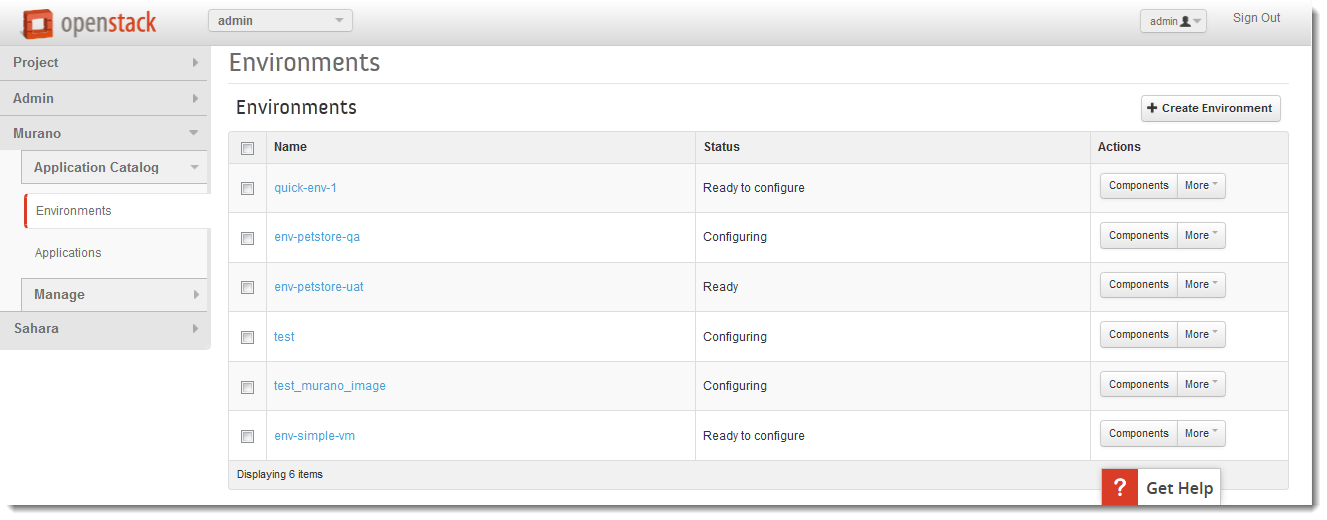 openstack
admin
admin
Sign Out
Project
Admin
Murano
Application Catalog
Environments
Applications
Manage
Sahara
Environments
Environments
+ Create Environment
Name Status Actions
quick-env-1 Ready to configure Components More
env-petstore-qa Configuring Components More
env-petstore-uat Ready Components More
test Configuring Components More
test_murano_image Configuring Components More
env-simple-vm Ready to configure Components More
Displaying 6 items
? Get Help